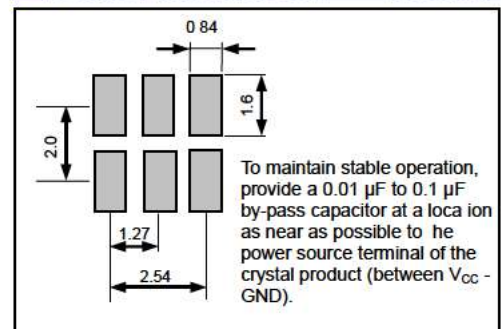 0 84
1.6
2.0
To maintain stable operation,
provide a 0.01 µF to 0.1 µF
by-pass capacitor at a loca ion
as near as possible to he
power source terminal of the
crystal product (between VCC -
GND).
1.27
2.54